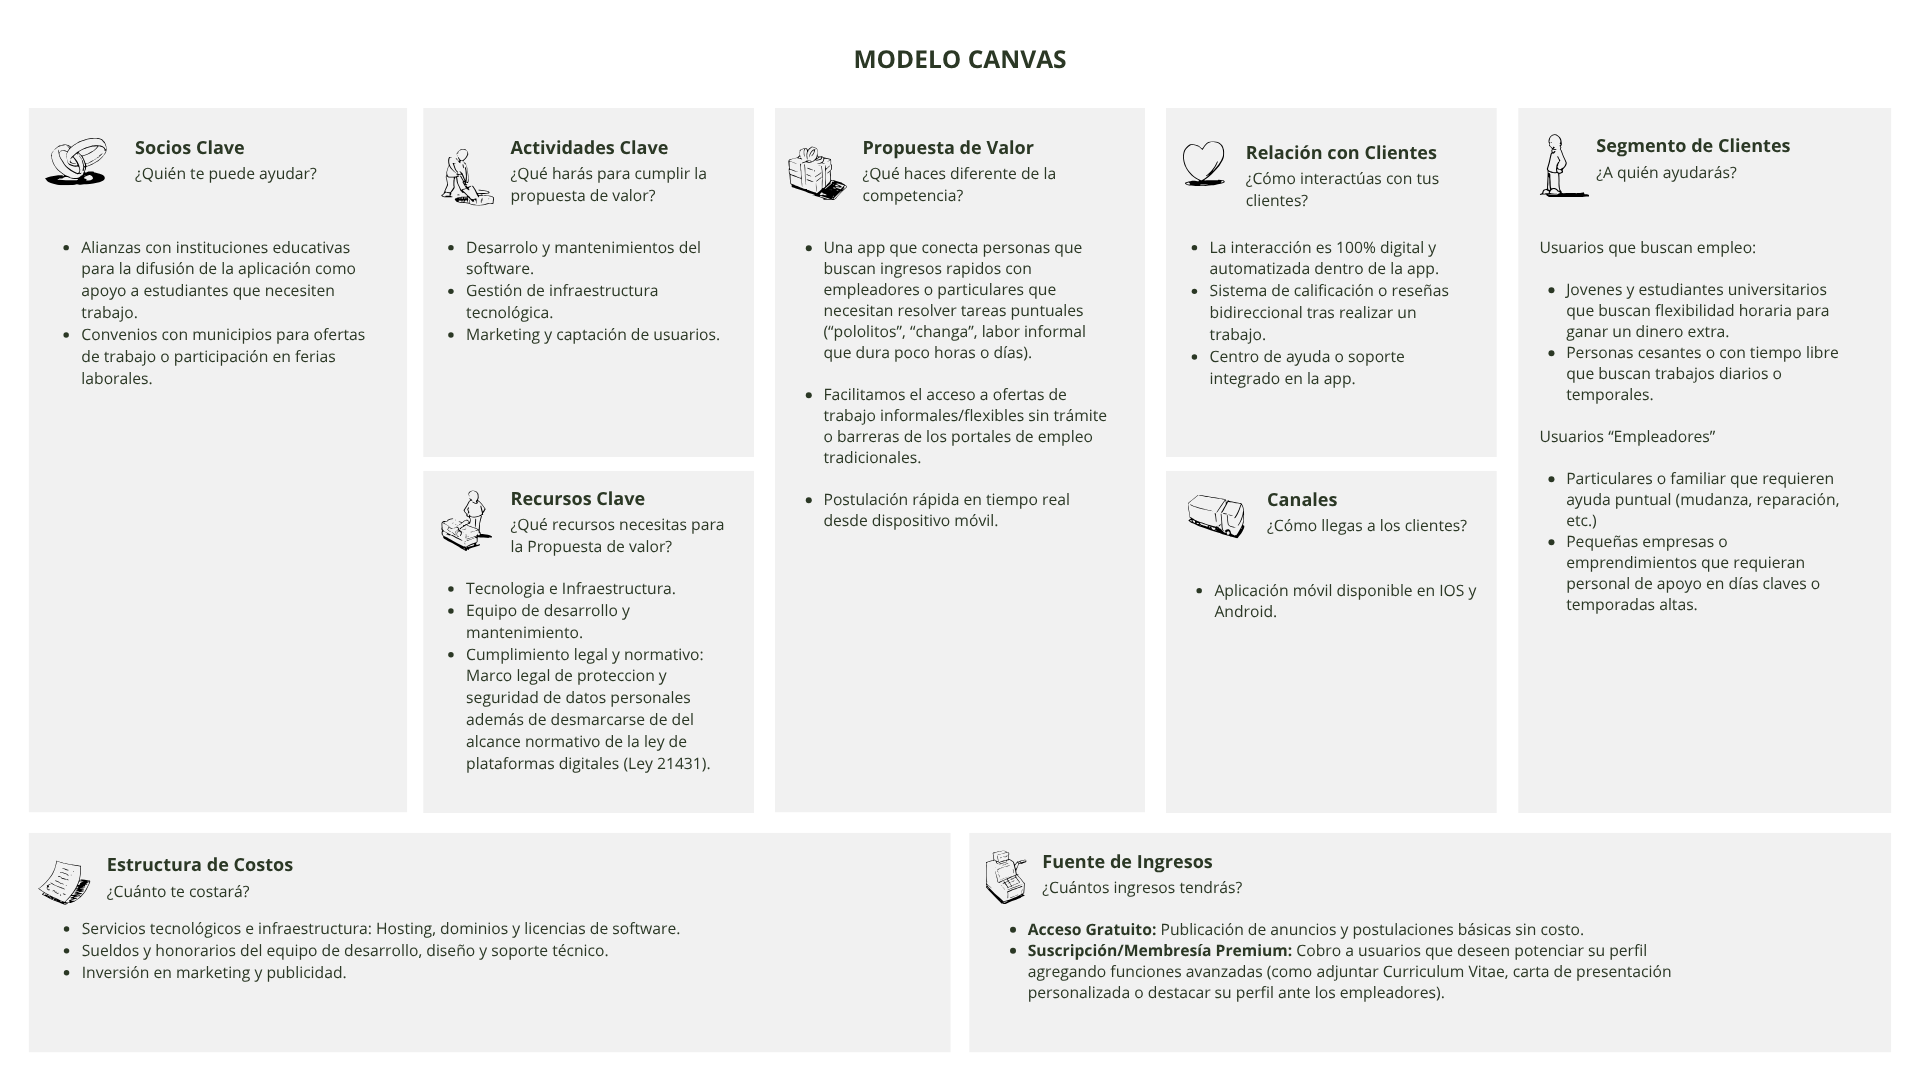 MODELO CANVAS
Socios Clave
¿Quién te puede ayudar?
• Alianzas con instituciones educativas
para la difusión de la aplicación como
apoyo a estudiantes que necesiten
trabajo.
• Convenios con municipios para ofertas
de trabajo o participación en ferias
laborales.
Actividades Clave
¿Qué harás para cumplir la
propuesta de valor?
• Desarrolo y mantenimientos del
software.
• Gestión de infraestructura
tecnológica.
• Marketing y captación de usuarios.
Recursos Clave
¿Qué recursos necesitas para
la Propuesta de valor?
• Tecnologia e Infraestructura.
• Equipo de desarrollo y
mantenimiento.
• Cumplimiento legal y normativo:
Marco legal de proteccion y
seguridad de datos personales
además de desmarcarse de del
alcance normativo de la ley de
plataformas digitales (Ley 21431).
Propuesta de Valor
¿Qué haces diferente de la
competencia?
• Una app que conecta personas que
buscan ingresos rapidos con
empleadores o particulares que
necesitan resolver tareas puntuales
(“pololitos”, “changa”, labor informal
que dura poco horas o días).
• Facilitamos el acceso a ofertas de
trabajo informales/flexibles sin trámite
o barreras de los portales de empleo
tradicionales.
• Postulación rápida en tiempo real
desde dispositivo móvil.
Relación con Clientes
¿Cómo interactúas con tus
clientes?
• La interacción es 100% digital y
automatizada dentro de la app.
• Sistema de calificación o reseñas
bidireccional tras realizar un
trabajo.
• Centro de ayuda o soporte
integrado en la app.
Canales
¿Cómo llegas a los clientes?
• Aplicación móvil disponible en IOS y
Android.
Segmento de Clientes
¿A quién ayudarás?
Usuarios que buscan empleo:
• Jovenes y estudiantes universitarios
que buscan flexibilidad horaria para
ganar un dinero extra.
• Personas cesantes o con tiempo libre
que buscan trabajos diarios o
temporales.
Usuarios “Empleadores”
• Particulares o familiar que requieren
ayuda puntual (mudanza, reparación,
etc.)
• Pequeñas empresas o
emprendimientos que requieran
personal de apoyo en días claves o
temporadas altas.
Estructura de Costos
¿Cuánto te costará?
• Servicios tecnológicos e infraestructura: Hosting, dominios y licencias de software.
• Sueldos y honorarios del equipo de desarrollo, diseño y soporte técnico.
• Inversión en marketing y publicidad.
Fuente de Ingresos
¿Cuántos ingresos tendrás?
• Acceso Gratuito: Publicación de anuncios y postulaciones básicas sin costo.
• Suscripción/Membresía Premium: Cobro a usuarios que deseen potenciar su perfil
agregando funciones avanzadas (como adjuntar Curriculum Vitae, carta de presentación
personalizada o destacar su perfil ante los empleadores).